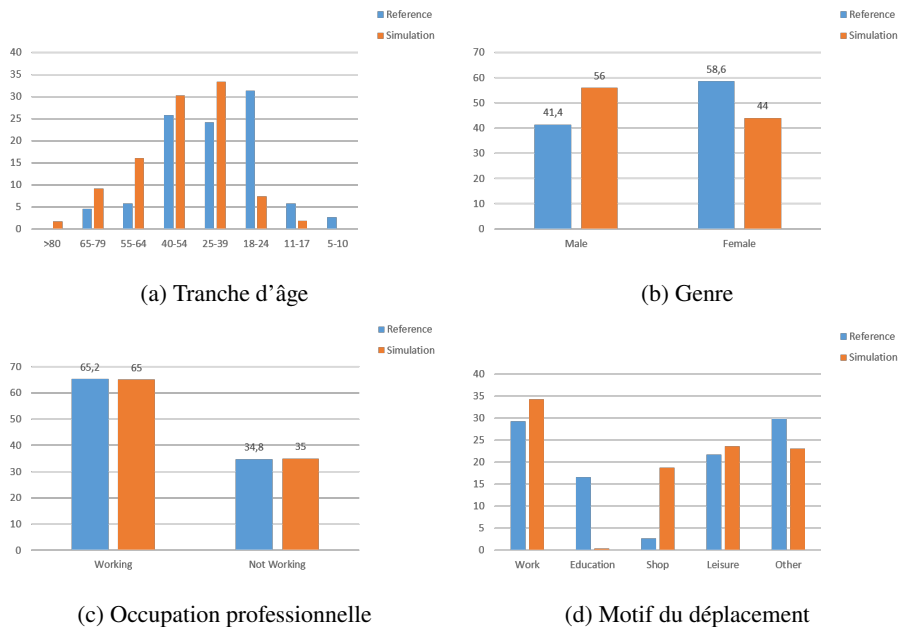 Reference
Simulation
40
35
30
25
20
15
10
5
0
>80 65-79 55-64 40-54 25-39 18-24 11-17 5-10
(a) Tranche d'âge
Reference
Simulation
70
60
50
40
30
20
10
0
41,4
56
58,6
44
Male Female
(b) Genre
Reference
Simulation
70
60
50
40
30
20
10
0
65,2
65
34,8
35
Working Not Working
(c) Occupation professionnelle
Reference
Simulation
40
35
30
25
20
15
10
5
0
Work Education Shop Leisure Other
(d) Motif du déplacement